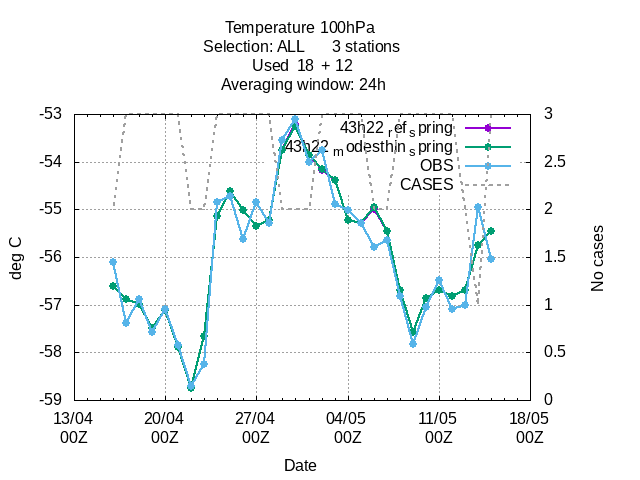 Temperature 100hPa
Selection: ALL 3 stations
Used 18 + 12
Averaging window: 24h
43h22_ref_spring
43h22_modesthin_spring
OBS
CASES
-53
-54
-55
-56
-57
-58
-59
3
2.5
2
1.5
1
0.5
0
deg C
No cases
13/04 20/04 27/04 04/05 11/05 18/05
00Z 00Z 00Z 00Z 00Z 00Z
Date